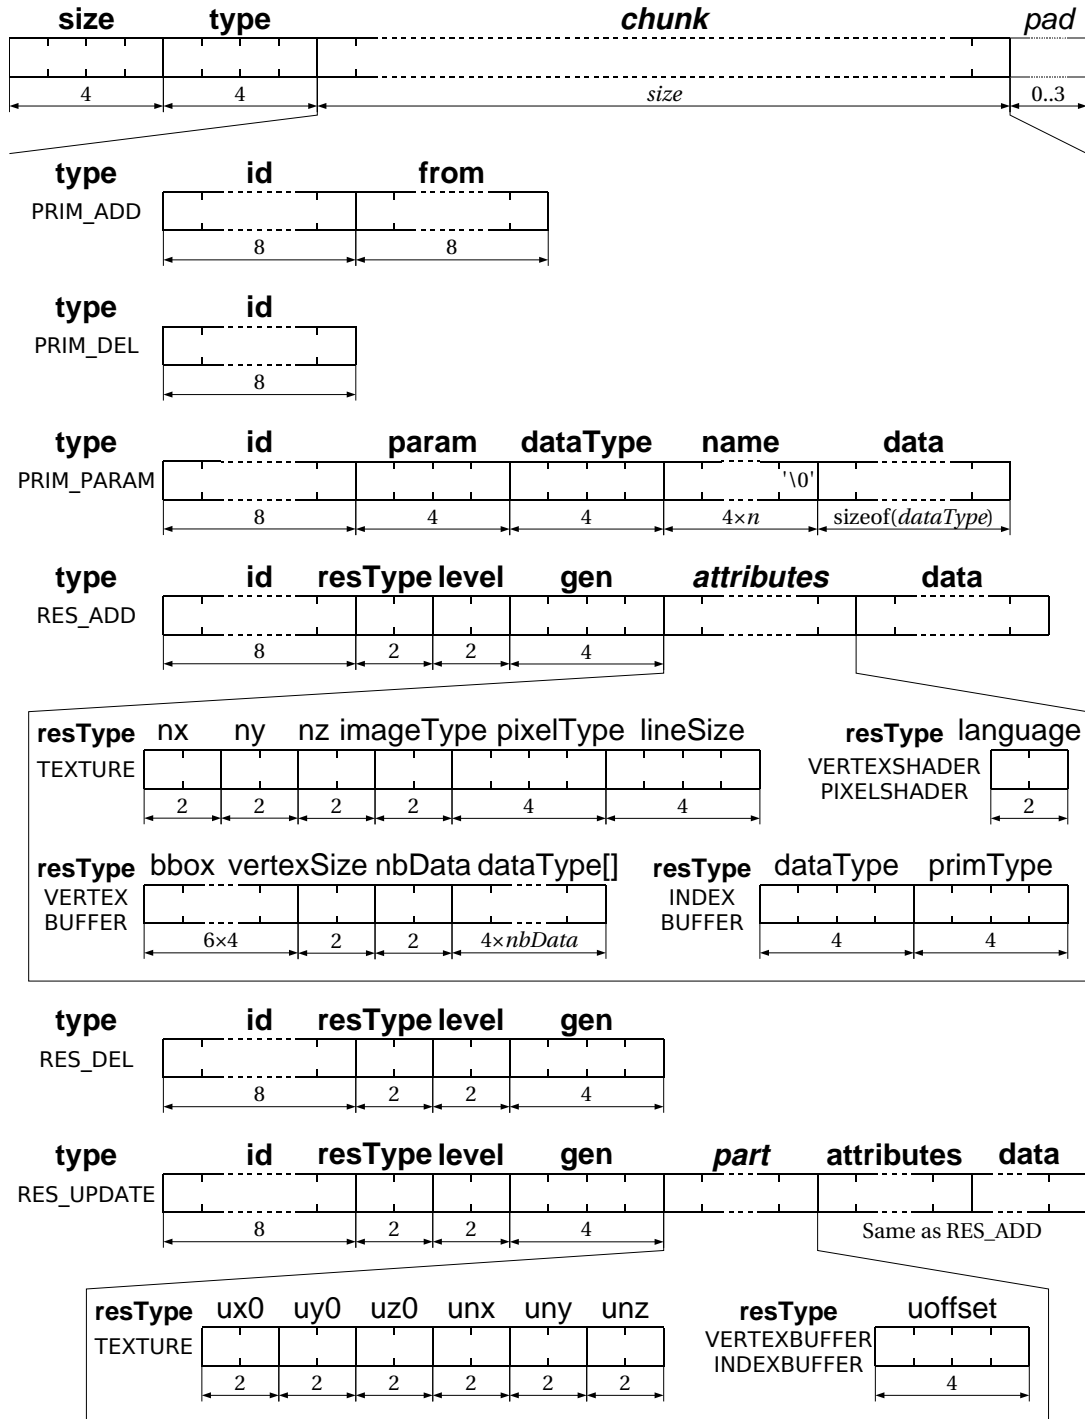 size type chunk pad
4 4 size 0..3
type id from
PRIM_ADD
8 8
type id
PRIM_DEL
8
type id param dataType name data
PRIM_PARAM '\0'
8 4 4 4×n sizeof(dataType)
type id resType level gen attributes data
RES_ADD
8 2 2 4
resType nx ny nz imageType pixelType lineSize resType language
TEXTURE VERTEXSHADER
PIXELSHADER
2 2 2 2 4 4 2
resType bbox vertexSize nbData dataType[] resType dataType primType
VERTEX INDEX
BUFFER BUFFER
6×4 2 2 4×nbData 4 4
type id resType level gen
RES_DEL
8 2 2 4
type id resType level gen part attributes data
RES_UPDATE
8 2 2 4 Same as RES_ADD
resType ux0 uy0 uz0 unx uny unz resType uoffset
TEXTURE VERTEXBUFFER
INDEXBUFFER
2 2 2 2 2 2 4